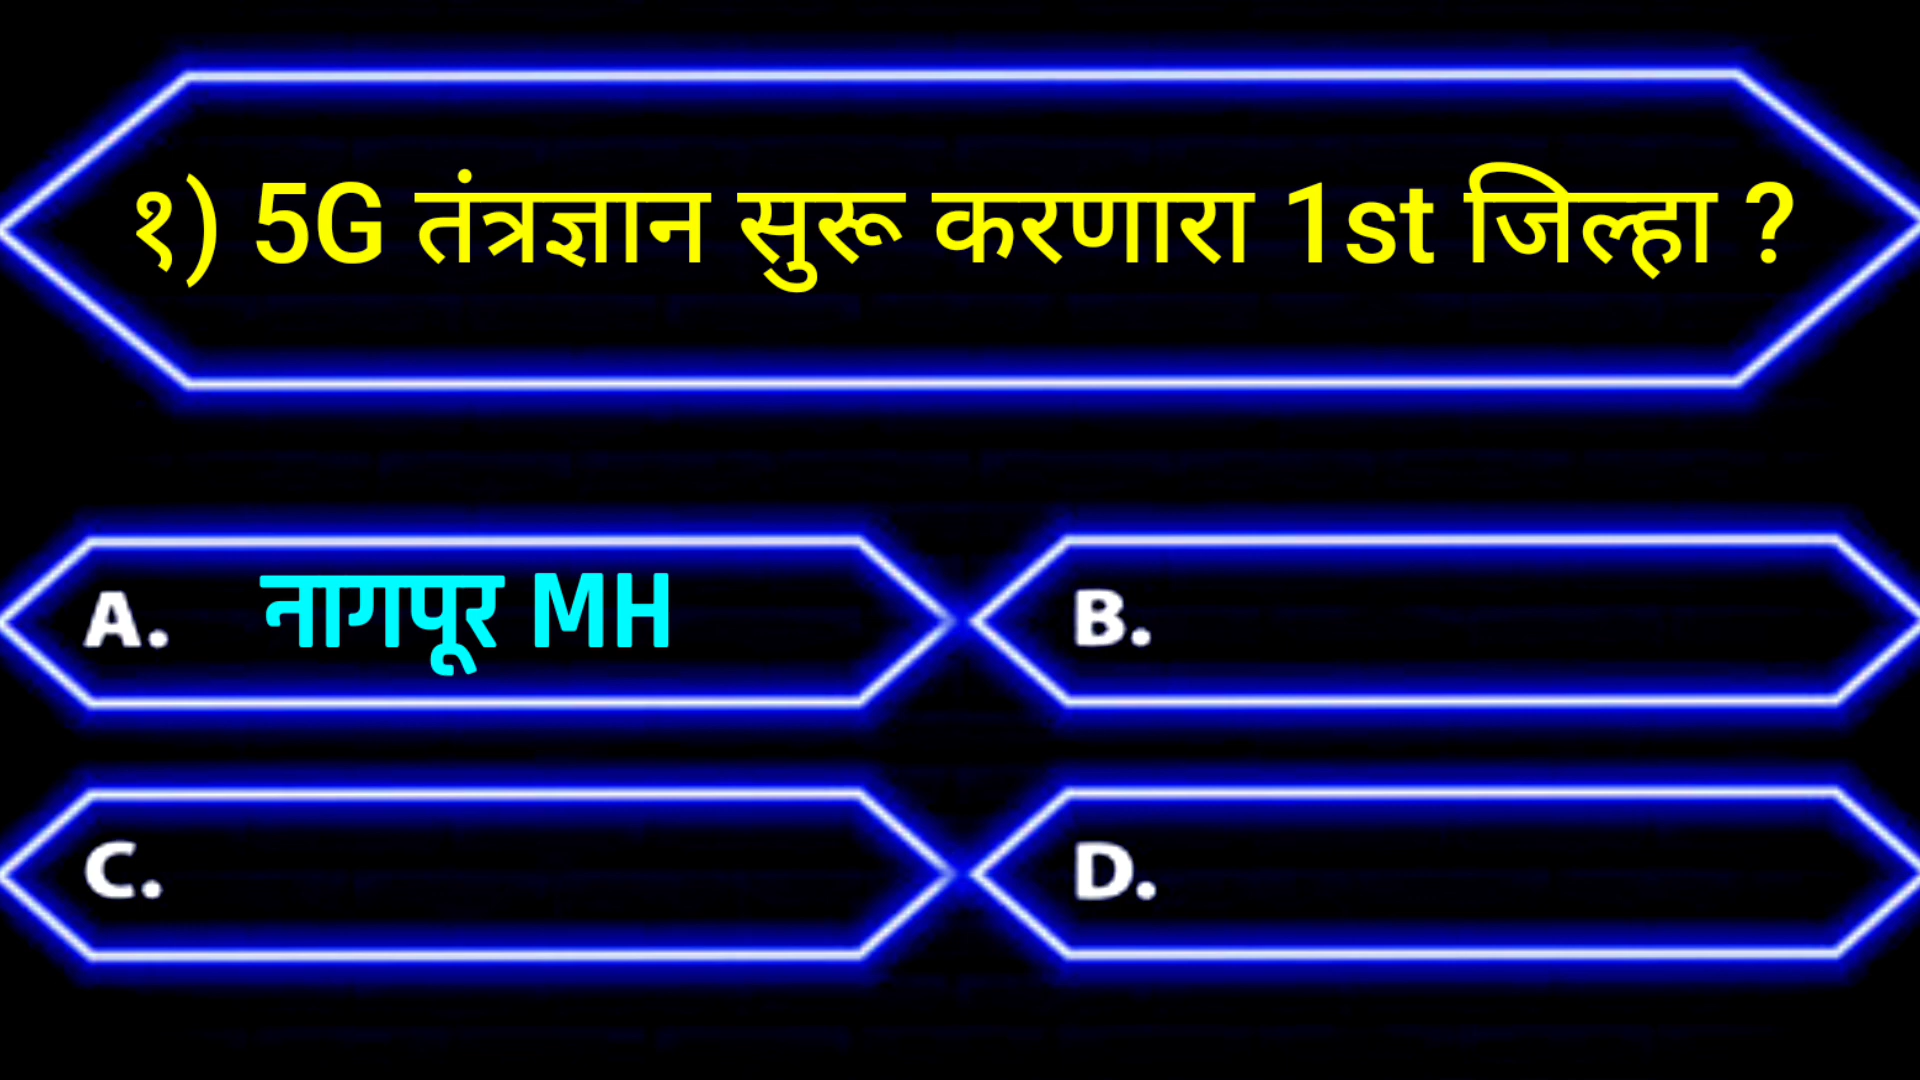 १) 5G तंत्रज्ञान सुरू करणारा 1st जिल्हा ?
A. नागपूर MH
B.
C.
D.